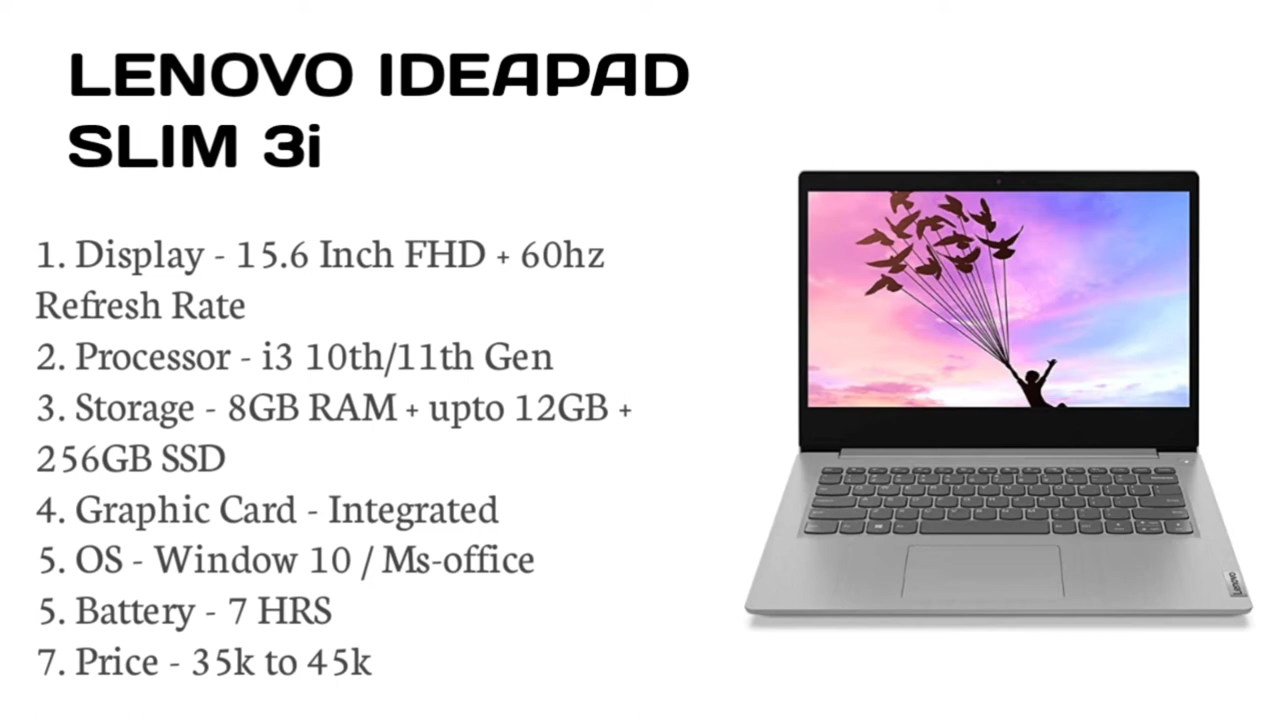 LENOVO IDEAPAD
SLIM 3i
1. Display - 15.6 Inch FHD + 60hz
Refresh Rate
2. Processor - i3 10th/11th Gen
3. Storage - 8GB RAM + upto 12GB +
256GB SSD
4. Graphic Card - Integrated
5. OS - Window 10 / Ms-office
5. Battery - 7 HRS
7. Price - 35k to 45k
Lenovo